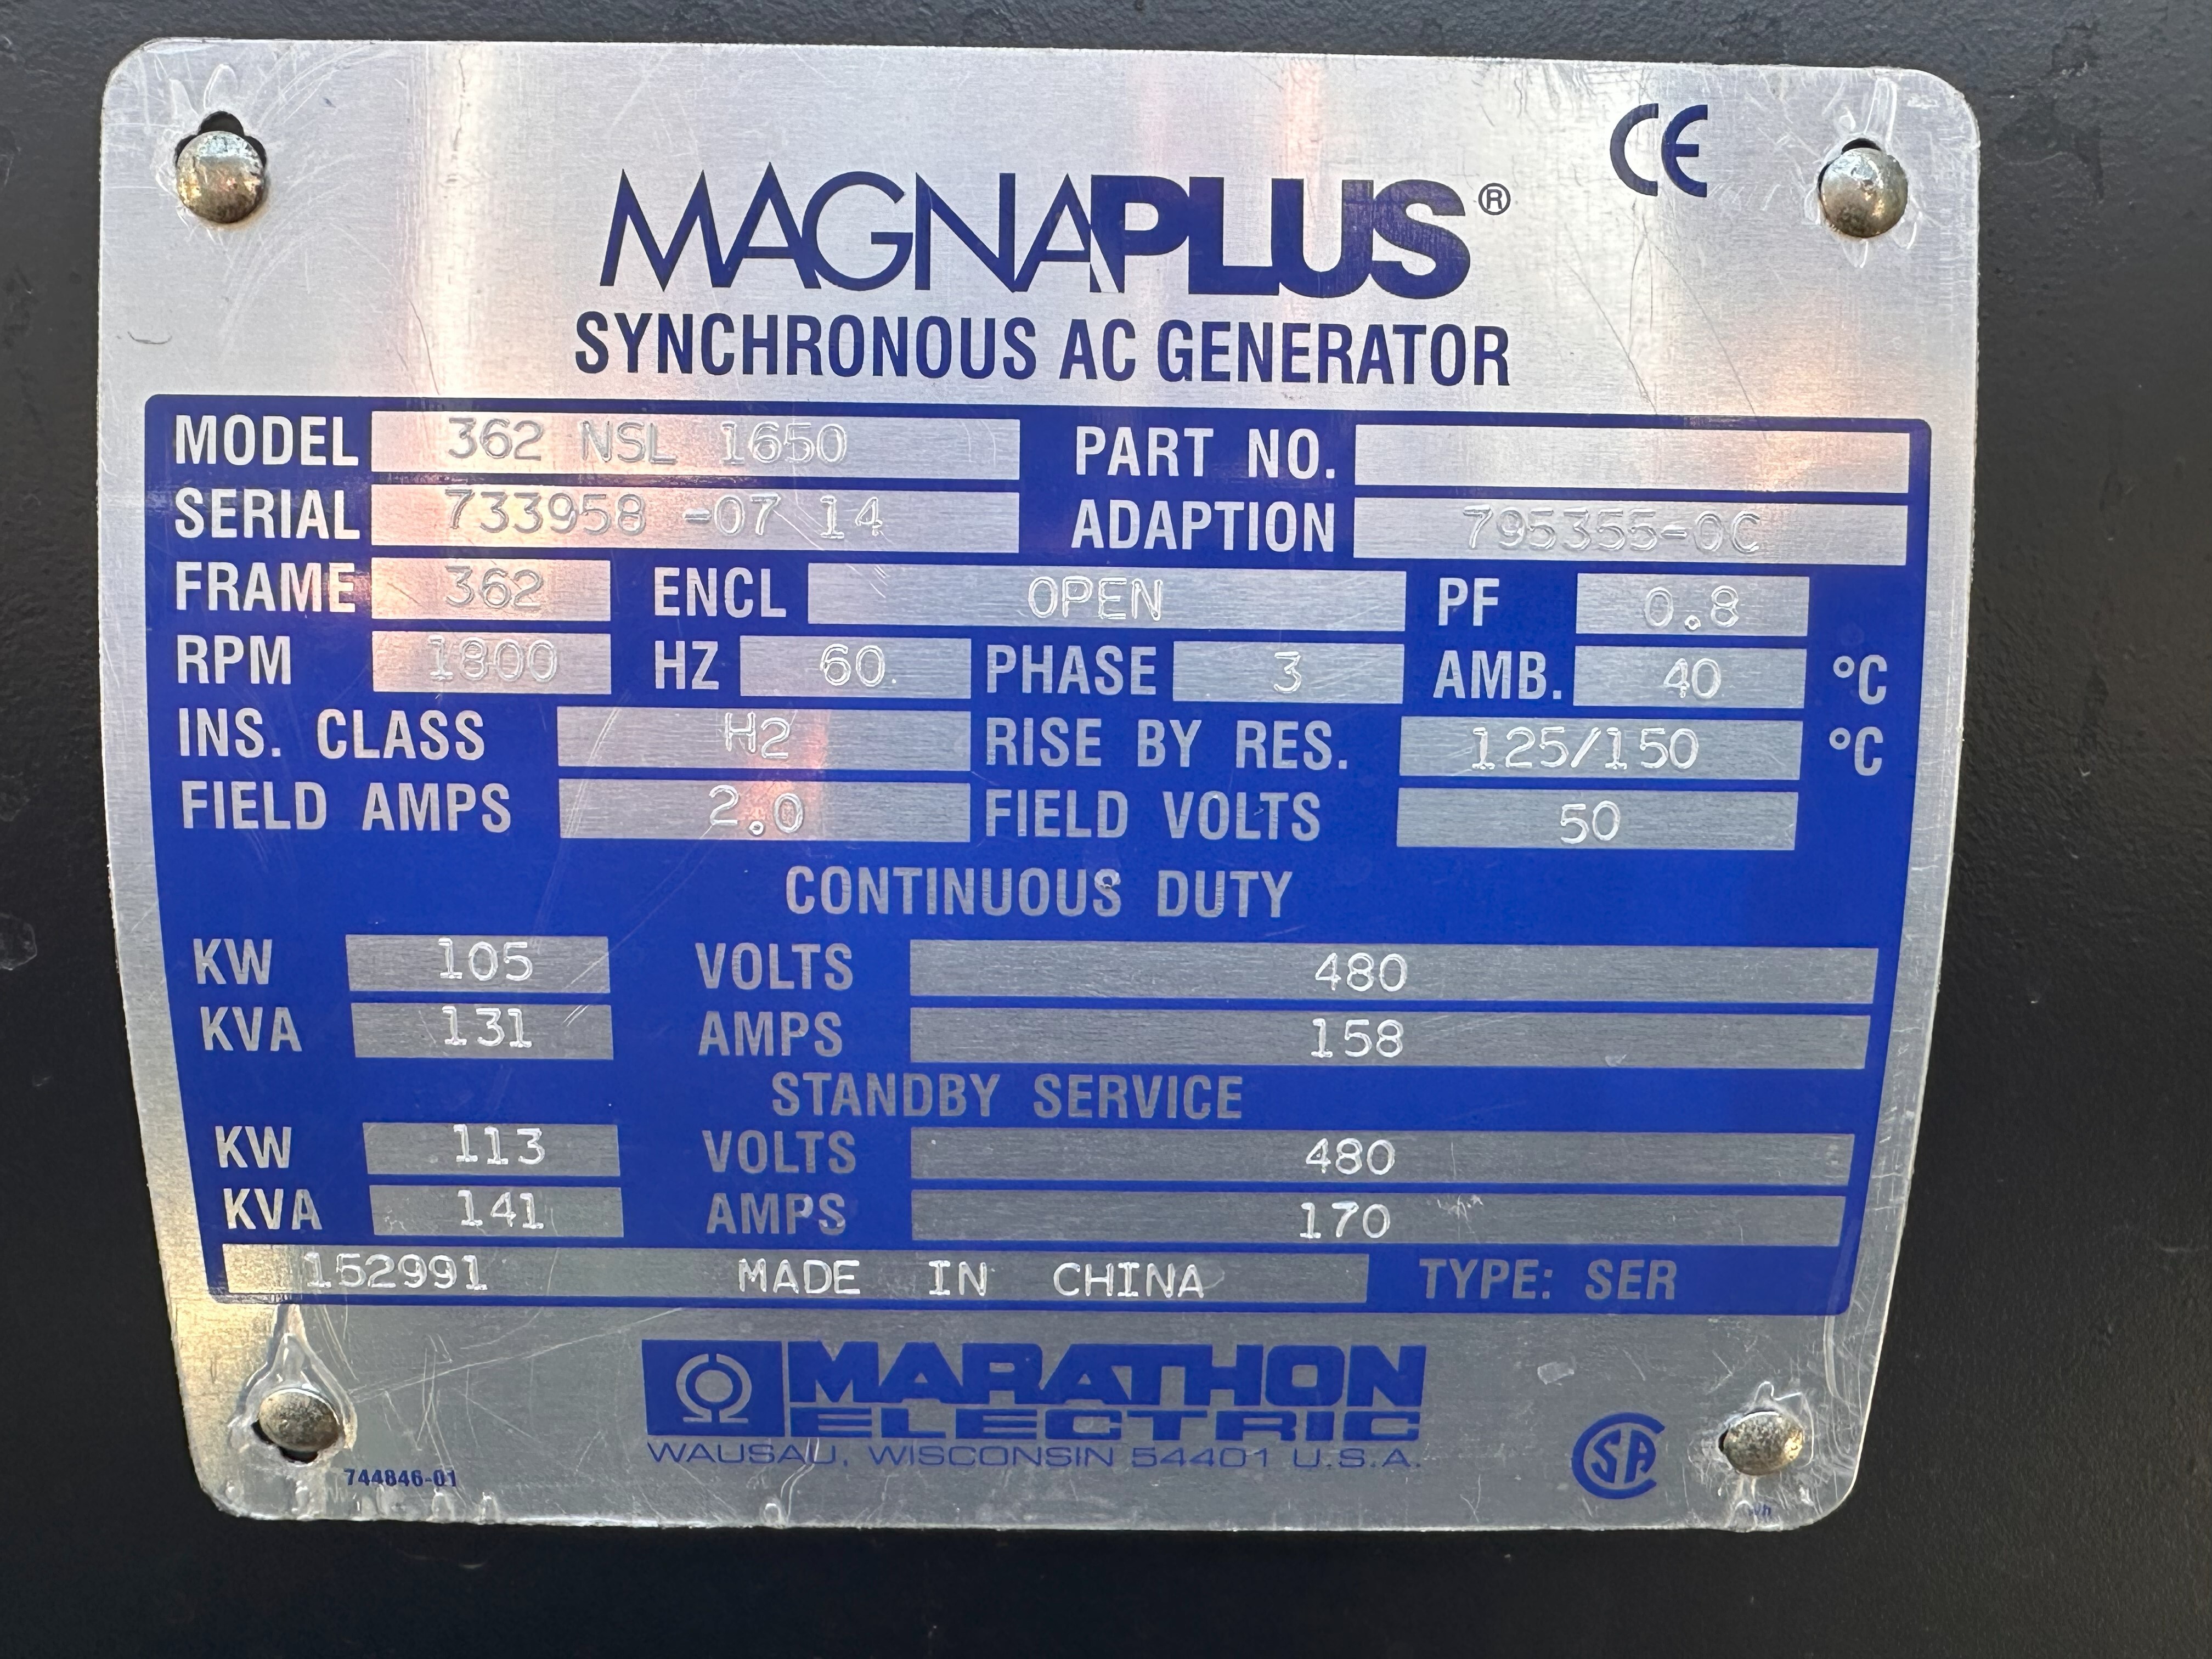 CE
MAGNAPLUS®
SYNCHRONOUS AC GENERATOR
MODEL 362 NSL 1650 PART NO.
SERIAL 733958 -07 14 ADAPTION 795355-0C
FRAME 362 ENCL OPEN PF 0.8
RPM 1800 HZ 60 PHASE 3 AMB. 40 °C
INS. CLASS H2 RISE BY RES. 125/150 °C
FIELD AMPS 2.0 FIELD VOLTS 50
CONTINUOUS DUTY
KW 105 VOLTS 480
KVA 131 AMPS 158
STANDBY SERVICE
KW 113 VOLTS 480
KVA 141 AMPS 170
152991 MADE IN CHINA TYPE: SER
MARATHON
ELECTRIC
WAUSAU, WISCONSIN 54401 U.S.A.
744846-01
SA